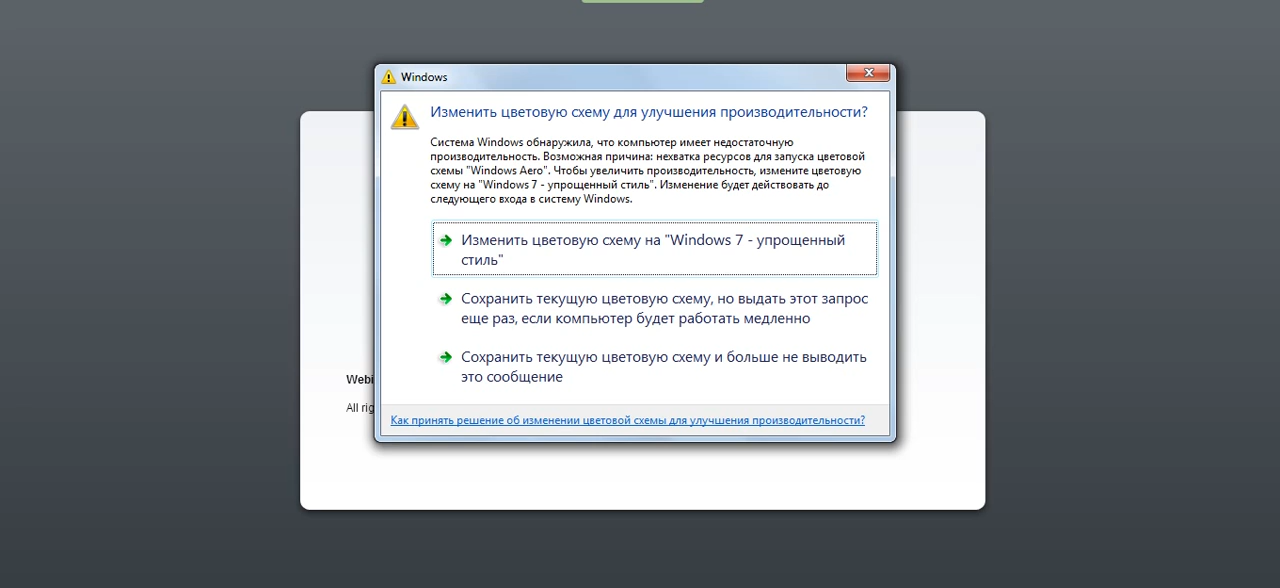 Windows
Изменить цветовую схему для улучшения производительности?
Система Windows обнаружила, что компьютер имеет недостаточную
производительность. Возможная причина: нехватка ресурсов для запуска цветовой
схемы "Windows Aero". Чтобы увеличить производительность, измените цветовую
схему на "Windows 7 - упрощенный стиль". Изменение будет действовать до
следующего входа в систему Windows.
Изменить цветовую схему на "Windows 7 - упрощенный
стиль"
Сохранить текущую цветовую схему, но выдать этот запрос
еще раз, если компьютер будет работать медленно
Сохранить текущую цветовую схему и больше не выводить
это сообщение
Webi
All rig
Как принять решение об изменении цветовой схемы для улучшения производительности?